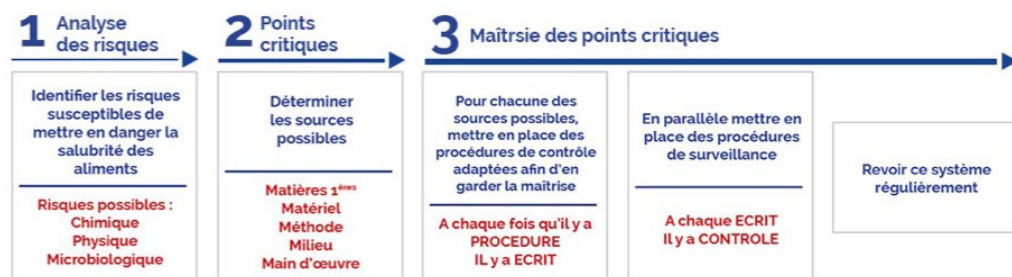 1 Analyse
des risques
2 Points
critiques
3 Maîtrsie des points critiques
Identifier les risques
susceptibles de
mettre en danger la
salubrité des
aliments
Risques possibles :
Chimique
Physique
Microbiologique
Déterminer
les sources
possibles
Matières 1ères
Matériel
Méthode
Milieu
Main d'œuvre
Pour chacune des
sources possibles,
mettre en place des
procédures de contrôle
adaptées afin d'en
garder la maîtrise
A chaque fois qu'il y a
PROCEDURE
IL y a ECRIT
En parallèle mettre en
place des procédures
de surveillance
A chaque ECRIT
Il y a CONTROLE
Revoir ce système
régulièrement